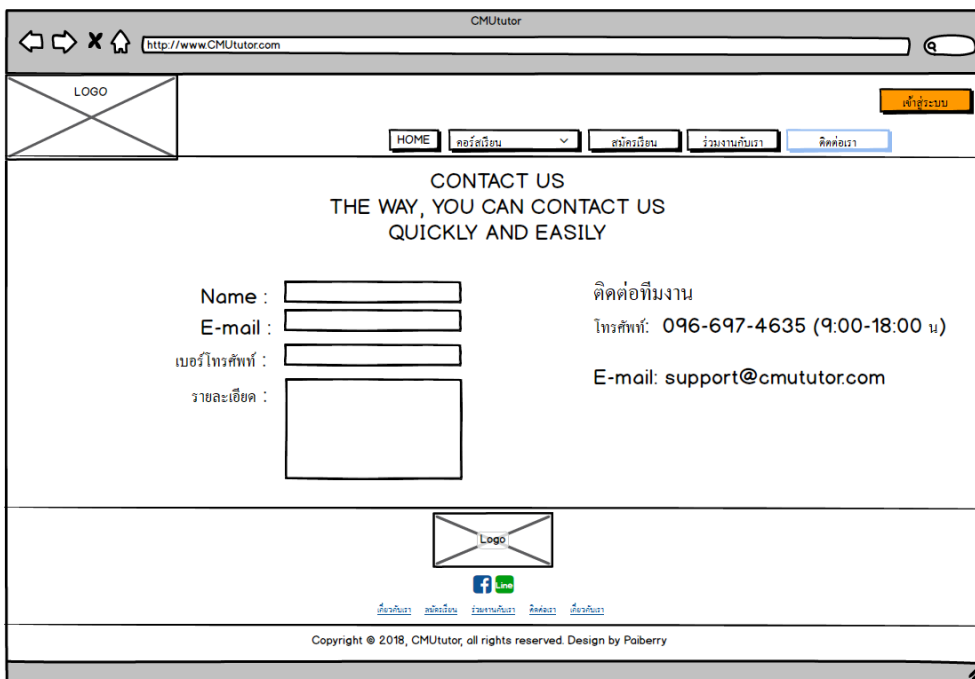 CMUtutor
http://www.CMUtutor.com
LOGO
เข้าสู่ระบบ
HOME คอร์สเรียน สมัครเรียน ร่วมงานกับเรา ติดต่อเรา
CONTACT US
THE WAY, YOU CAN CONTACT US
QUICKLY AND EASILY
Name :
E-mail :
เบอร์โทรศัพท์ :
รายละเอียด :
ติดต่อทีมงาน
โทรศัพท์: 096-697-4635 (9:00-18:00 น)
E-mail: support@cmututor.com
Logo
f Line
เกี่ยวกับเรา สมัครเรียน ร่วมงานกับเรา ติดต่อเรา เกี่ยวกับเรา
Copyright © 2018, CMUtutor, all rights reserved. Design by Paiberry